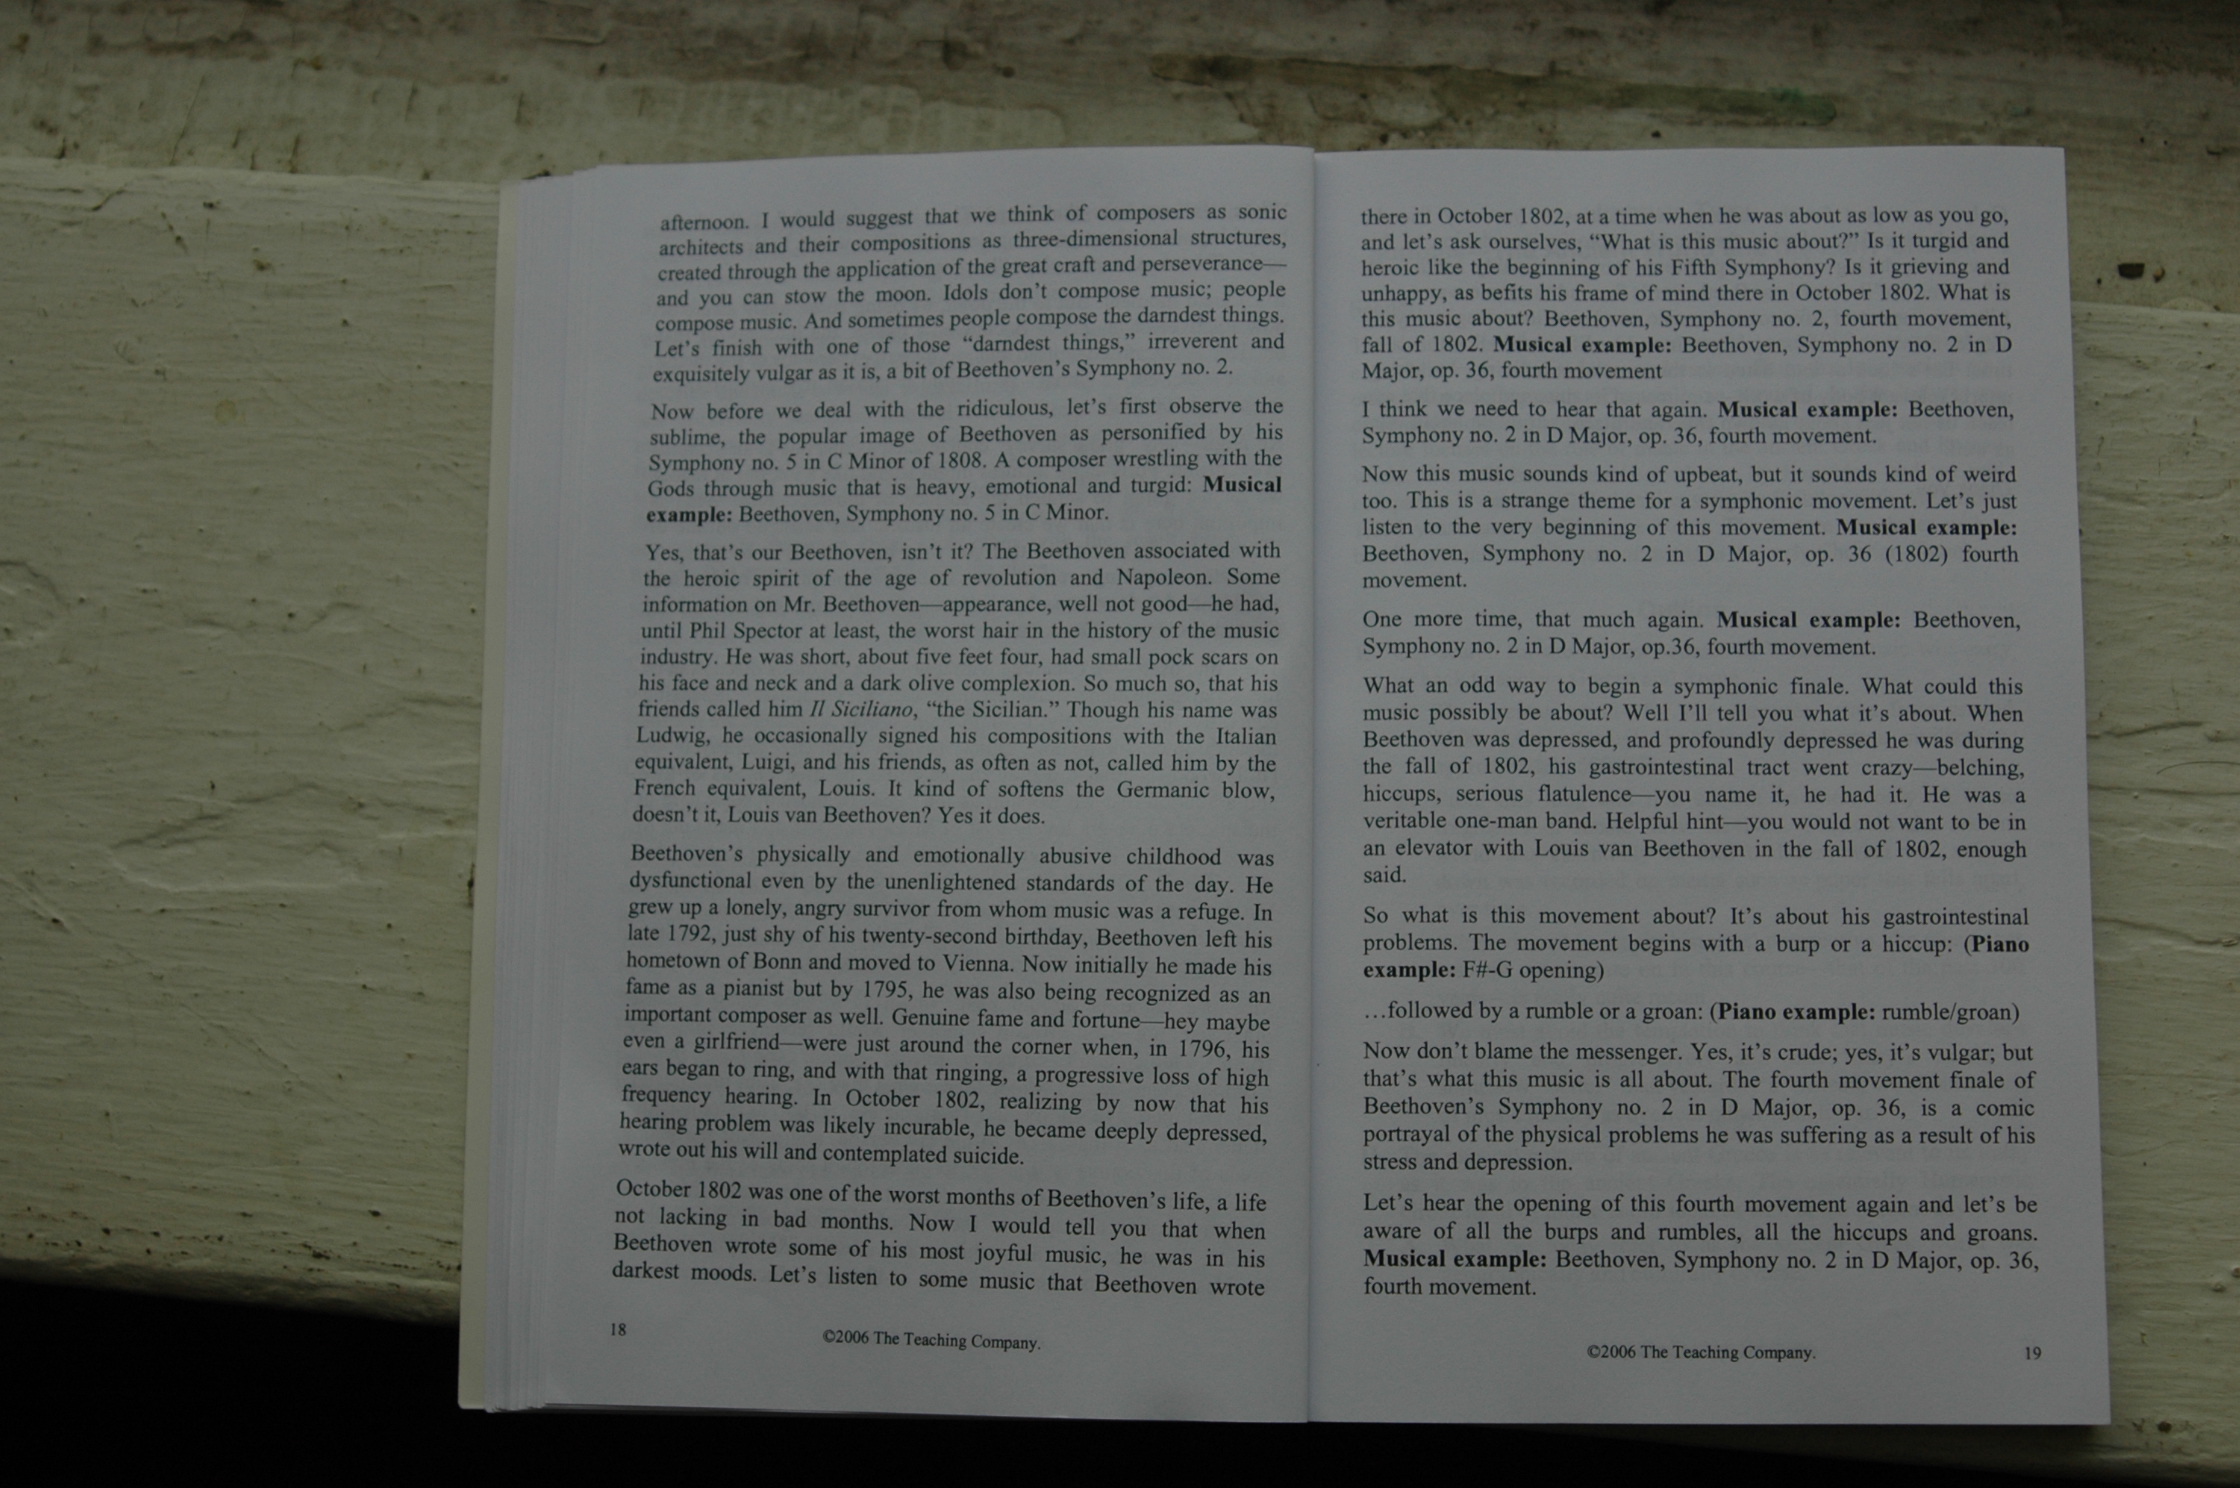 afternoon. I would suggest that we think of composers as sonic
architects and their compositions as three-dimensional structures,
created through the application of the great craft and perseverance—
and you can stow the moon. Idols don't compose music; people
compose music. And sometimes people compose the darndest things.
Let's finish with one of those “darndest things,” irreverent and
exquisitely vulgar as it is, a bit of Beethoven's Symphony no. 2.
Now before we deal with the ridiculous, let's first observe the
sublime, the popular image of Beethoven as personified by his
Symphony no. 5 in C Minor of 1808. A composer wrestling with the
Gods through music that is heavy, emotional and turgid: Musical
example: Beethoven, Symphony no. 5 in C Minor.
Yes, that's our Beethoven, isn't it? The Beethoven associated with
the heroic spirit of the age of revolution and Napoleon. Some
information on Mr. Beethoven—appearance, well not good—he had,
until Phil Spector at least, the worst hair in the history of the music
industry. He was short, about five feet four, had small pock scars on
his face and neck and a dark olive complexion. So much so, that his
friends called him Il Siciliano, “the Sicilian.” Though his name was
Ludwig, he occasionally signed his compositions with the Italian
equivalent, Luigi, and his friends, as often as not, called him by the
French equivalent, Louis. It kind of softens the Germanic blow,
doesn't it, Louis van Beethoven? Yes it does.
Beethoven's physically and emotionally abusive childhood was
dysfunctional even by the unenlightened standards of the day. He
grew up a lonely, angry survivor from whom music was a refuge. In
late 1792, just shy of his twenty-second birthday, Beethoven left his
hometown of Bonn and moved to Vienna. Now initially he made his
fame as a pianist but by 1795, he was also being recognized as an
important composer as well. Genuine fame and fortune—hey maybe
even a girlfriend—were just around the corner when, in 1796, his
ears began to ring, and with that ringing, a progressive loss of high
frequency hearing. In October 1802, realizing by now that his
hearing problem was likely incurable, he became deeply depressed,
wrote out his will and contemplated suicide.
October 1802 was one of the worst months of Beethoven's life, a life
not lacking in bad months. Now I would tell you that when
Beethoven wrote some of his most joyful music, he was in his
darkest moods. Let's listen to some music that Beethoven wrote
18
©2006 The Teaching Company.
there in October 1802, at a time when he was about as low as you go,
and let's ask ourselves, “What is this music about?” Is it turgid and
heroic like the beginning of his Fifth Symphony? Is it grieving and
unhappy, as befits his frame of mind there in October 1802. What is
this music about? Beethoven, Symphony no. 2, fourth movement,
fall of 1802. Musical example: Beethoven, Symphony no. 2 in D
Major, op. 36, fourth movement
I think we need to hear that again. Musical example: Beethoven,
Symphony no. 2 in D Major, op. 36, fourth movement.
Now this music sounds kind of upbeat, but it sounds kind of weird
too. This is a strange theme for a symphonic movement. Let's just
listen to the very beginning of this movement. Musical example:
Beethoven, Symphony no. 2 in D Major, op. 36 (1802) fourth
movement.
One more time, that much again. Musical example: Beethoven,
Symphony no. 2 in D Major, op.36, fourth movement.
What an odd way to begin a symphonic finale. What could this
music possibly be about? Well I'll tell you what it's about. When
Beethoven was depressed, and profoundly depressed he was during
the fall of 1802, his gastrointestinal tract went crazy—belching,
hiccups, serious flatulence—you name it, he had it. He was a
veritable one-man band. Helpful hint—you would not want to be in
an elevator with Louis van Beethoven in the fall of 1802, enough
said.
So what is this movement about? It's about his gastrointestinal
problems. The movement begins with a burp or a hiccup: (Piano
example: F#-G opening)
…followed by a rumble or a groan: (Piano example: rumble/groan)
Now don't blame the messenger. Yes, it's crude; yes, it's vulgar; but
that's what this music is all about. The fourth movement finale of
Beethoven's Symphony no. 2 in D Major, op. 36, is a comic
portrayal of the physical problems he was suffering as a result of his
stress and depression.
Let's hear the opening of this fourth movement again and let's be
aware of all the burps and rumbles, all the hiccups and groans.
Musical example: Beethoven, Symphony no. 2 in D Major, op. 36,
fourth movement.
©2006 The Teaching Company.
19